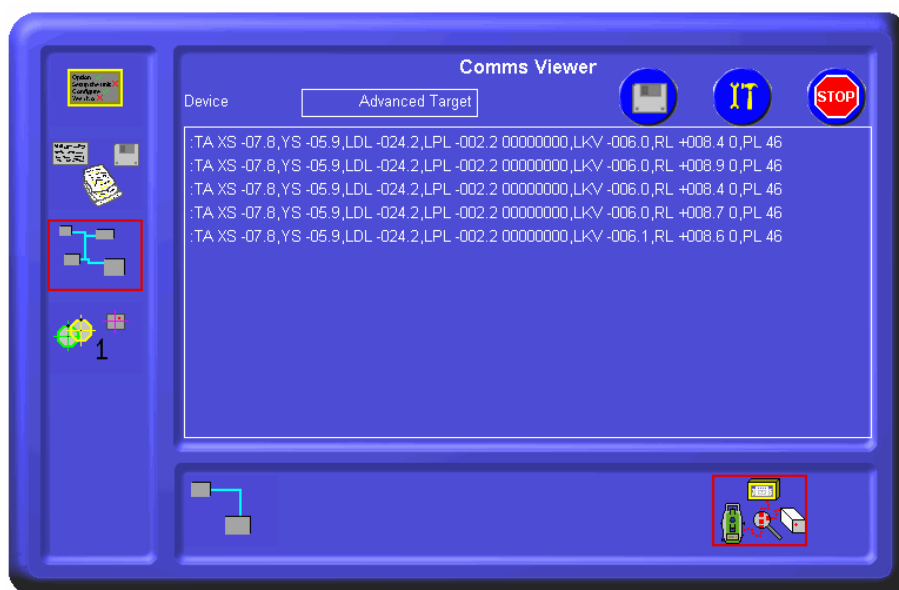 Comms Viewer
Device
Advanced Target
STOP
:TA XS -07.8,YS -05.9,LDL -024.2,LPL -002.2 00000000,LKV -006.0,RL +008.4 0,PL 46
:TA XS -07.8,YS -05.9,LDL -024.2,LPL -002.2 00000000,LKV -006.0,RL +008.9 0,PL 46
:TA XS -07.8,YS -05.9,LDL -024.2,LPL -002.2 00000000,LKV -006.0,RL +008.4 0,PL 46
:TA XS -07.8,YS -05.9,LDL -024.2,LPL -002.2 00000000,LKV -006.0,RL +008.7 0,PL 46
:TA XS -07.8,YS -05.9,LDL -024.2,LPL -002.2 00000000,LKV -006.1,RL +008.6 0,PL 46
Option
Configure
1